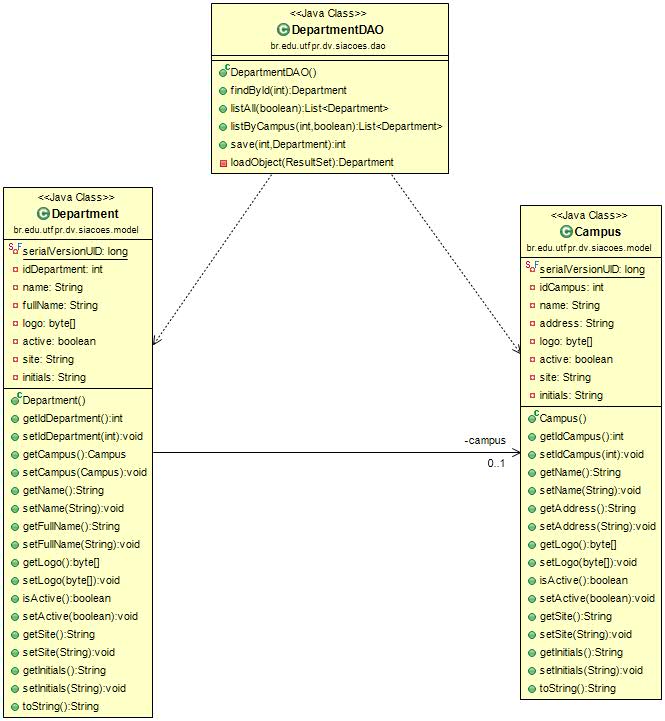 <<Java Class>>
DepartmentDAO
br.edu.utfpr.dv.siacoes.dao
DepartmentDAO()
findById(int):Department
listAll(boolean):List<Department>
listByCampus(int,boolean):List<Department>
save(int,Department):int
loadObject(ResultSet):Department
<<Java Class>>
Department
br.edu.utfpr.dv.siacoes.model
serialVersionUID: long
idDepartment: int
name: String
fullName: String
logo: byte[]
active: boolean
site: String
initials: String
Department()
getIdDepartment():int
setIdDepartment(int):void
getCampus():Campus
setCampus(Campus):void
getName():String
setName(String):void
getFullName():String
setFullName(String):void
getLogo():byte[]
setLogo(byte[]):void
isActive():boolean
setActive(boolean):void
getSite():String
setSite(String):void
getInitials():String
setInitials(String):void
toString():String
-campus
0..1
<<Java Class>>
Campus
br.edu.utfpr.dv.siacoes.model
serialVersionUID: long
idCampus: int
name: String
address: String
logo: byte[]
active: boolean
site: String
initials: String
Campus()
getIdCampus():int
setIdCampus(int):void
getName():String
setName(String):void
getAddress():String
setAddress(String):void
getLogo():byte[]
setLogo(byte[]):void
isActive():boolean
setActive(boolean):void
getSite():String
setSite(String):void
getInitials():String
setInitials(String):void
toString():String